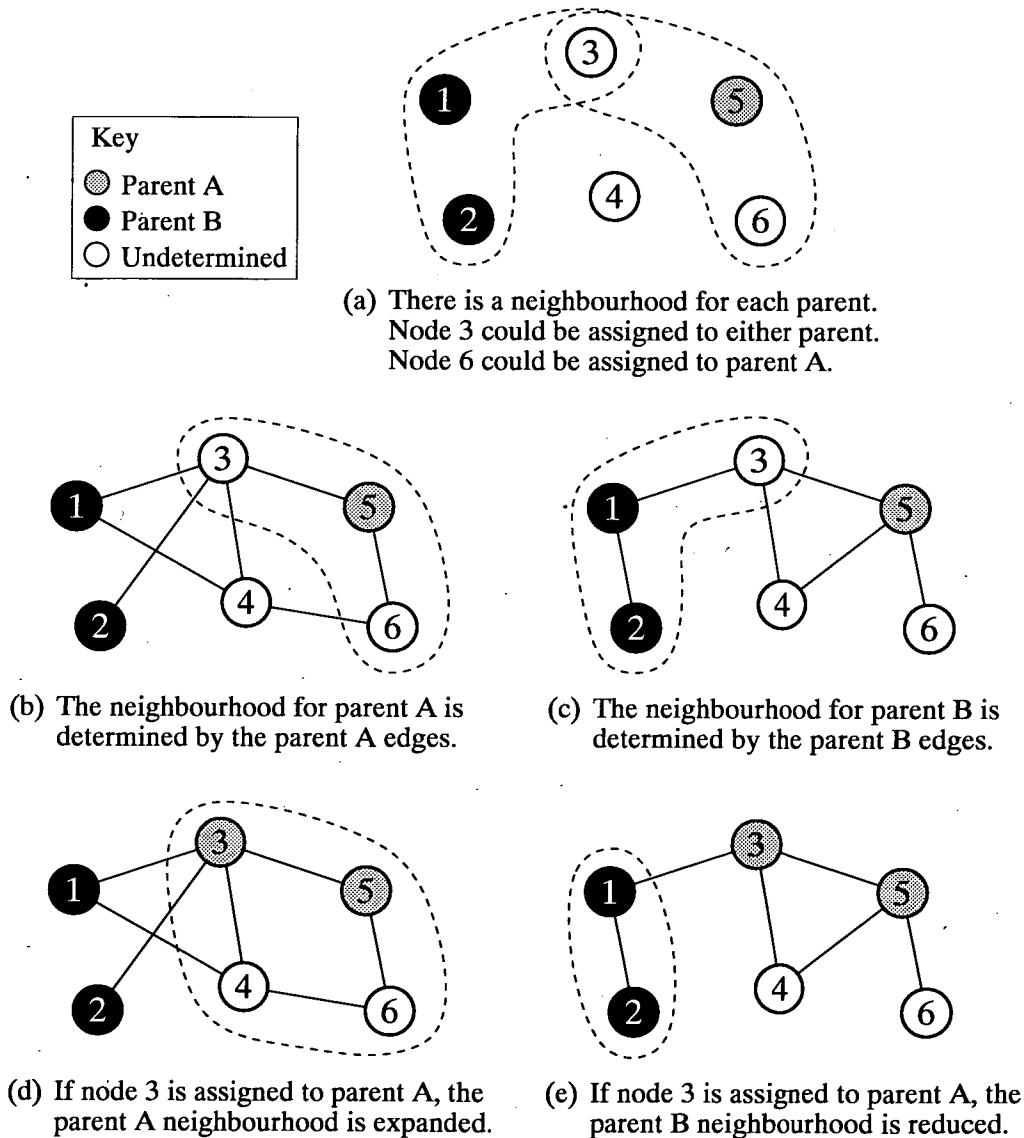 3
1
5
Key
Parent A
Parent B
Undetermined
2
4
6
(a) There is a neighbourhood for each parent.
Node 3 could be assigned to either parent.
Node 6 could be assigned to parent A.
3
1
5
4
2
6
3
1
5
4
2
6
(b) The neighbourhood for parent A is
determined by the parent A edges.
(c) The neighbourhood for parent B is
determined by the parent B edges.
3
1
5
4
2
6
3
1
5
4
2
6
(d) If node 3 is assigned to parent A, the
parent A neighbourhood is expanded.
(e) If node 3 is assigned to parent A, the
parent B neighbourhood is reduced.